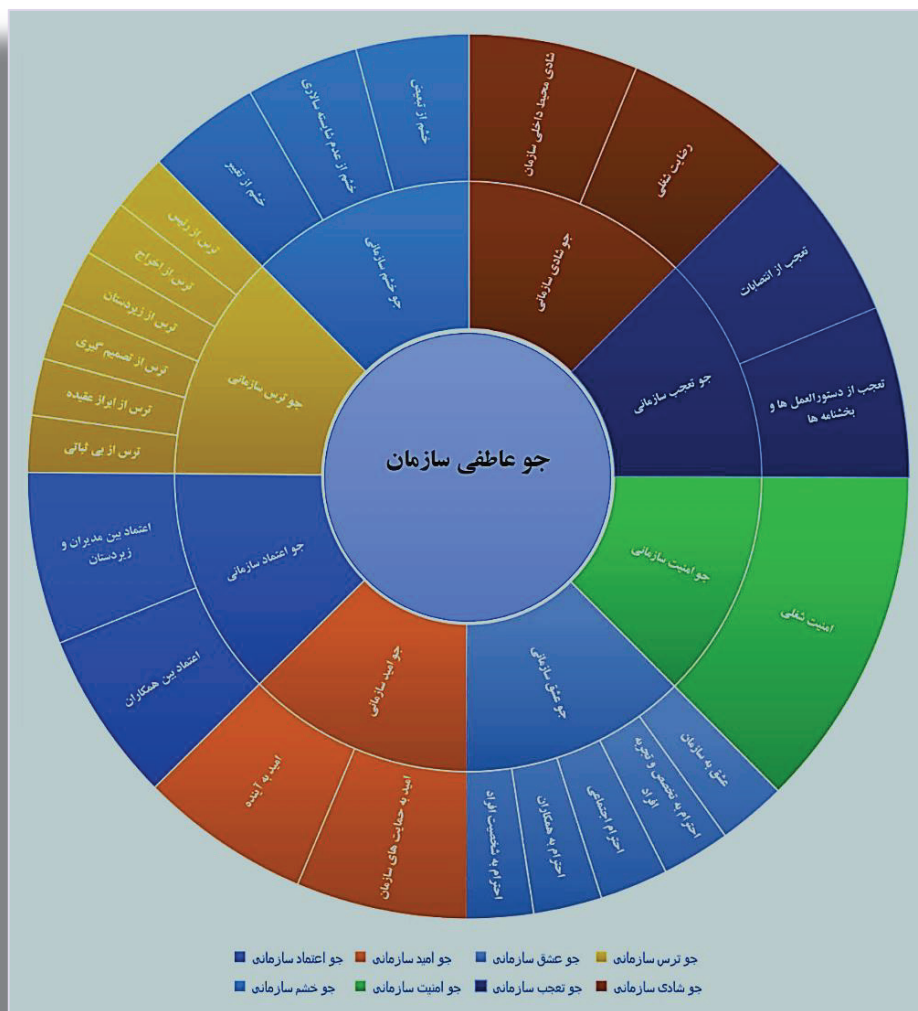 جو عاطفی سازمان
جو شادی سازمانی
شادی محیط داخلی سازمان
رضایت شغلی
جو تعجب سازمانی
تعجب از انتصابات
تعجب از دستورالعمل ها و
بخشنامه ها
جو امنیت سازمانی
امنیت شغلی
جو عشق سازمانی
عشق به سازمان
احترام به تخصص و تجربه
افراد
احترام اجتماعی
احترام به همکاران
احترام به شخصیت افراد
جو امید سازمانی
امید به حمایت های سازمان
امید به آینده
جو اعتماد سازمانی
اعتماد بین همکاران
اعتماد بین مدیران و
زیردستان
جو ترس سازمانی
ترس از بی ثباتی
ترس از ابراز عقیده
ترس از تصمیم گیری
ترس از زیردستان
ترس از اخراج
ترس از رئیس
جو خشم سازمانی
خشم از تغییر
خشم از عدم شایسته سالاری
خشم از تبعیض
جو ترس سازمانی جو عشق سازمانی جو امید سازمانی جو اعتماد سازمانی
جو شادی سازمانی جو تعجب سازمانی جو امنیت سازمانی جو خشم سازمانی